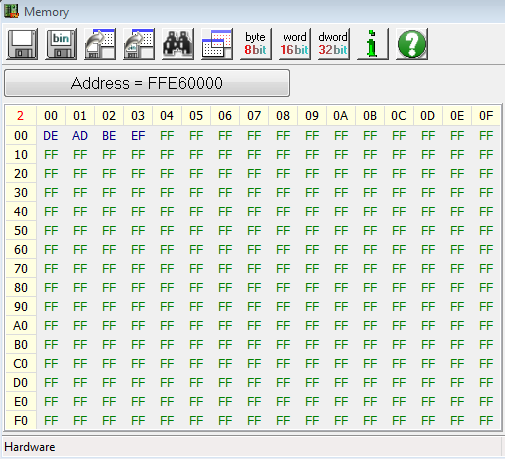 Memory
bin byte 8bit word 16bit dword 32bit
Address = FFE60000
2 00 01 02 03 04 05 06 07 08 09 0A 0B 0C 0D 0E 0F
00 DE AD BE EF FF FF FF FF FF FF FF FF FF FF FF FF
10 FF FF FF FF FF FF FF FF FF FF FF FF FF FF FF FF
20 FF FF FF FF FF FF FF FF FF FF FF FF FF FF FF FF
30 FF FF FF FF FF FF FF FF FF FF FF FF FF FF FF FF
40 FF FF FF FF FF FF FF FF FF FF FF FF FF FF FF FF
50 FF FF FF FF FF FF FF FF FF FF FF FF FF FF FF FF
60 FF FF FF FF FF FF FF FF FF FF FF FF FF FF FF FF
70 FF FF FF FF FF FF FF FF FF FF FF FF FF FF FF FF
80 FF FF FF FF FF FF FF FF FF FF FF FF FF FF FF FF
90 FF FF FF FF FF FF FF FF FF FF FF FF FF FF FF FF
A0 FF FF FF FF FF FF FF FF FF FF FF FF FF FF FF FF
B0 FF FF FF FF FF FF FF FF FF FF FF FF FF FF FF FF
C0 FF FF FF FF FF FF FF FF FF FF FF FF FF FF FF FF
D0 FF FF FF FF FF FF FF FF FF FF FF FF FF FF FF FF
E0 FF FF FF FF FF FF FF FF FF FF FF FF FF FF FF FF
F0 FF FF FF FF FF FF FF FF FF FF FF FF FF FF FF FF
Hardware